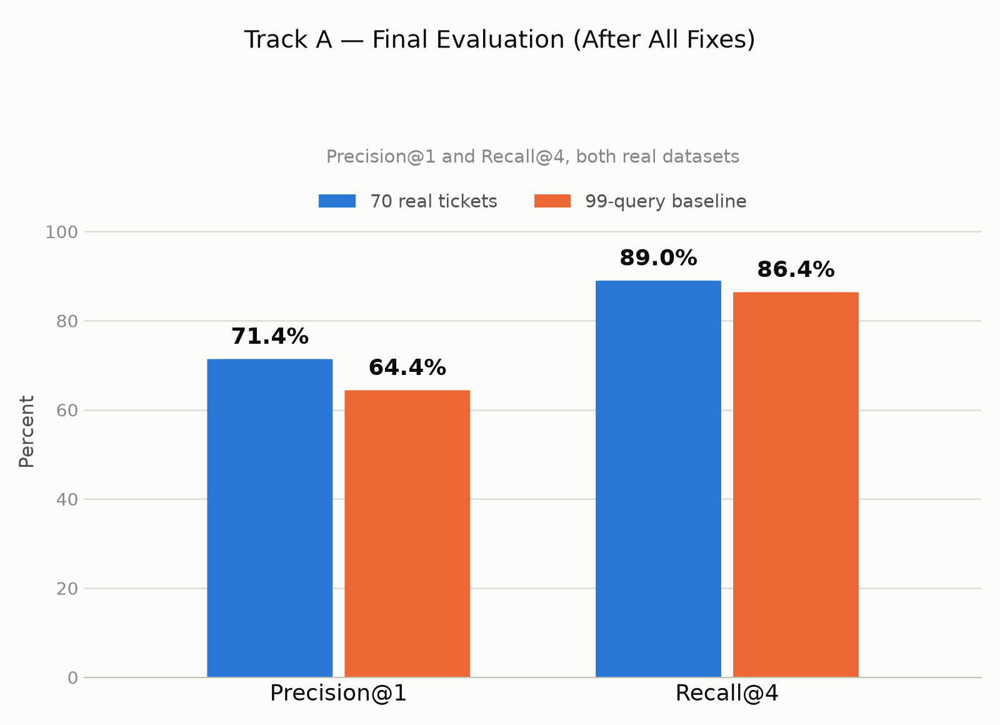 Track A — Final Evaluation (After All Fixes)
Precision@1 and Recall@4, both real datasets
70 real tickets
99-query baseline
100
80
60
40
20
0
Percent
71.4%
64.4%
89.0%
86.4%
Precision@1
Recall@4